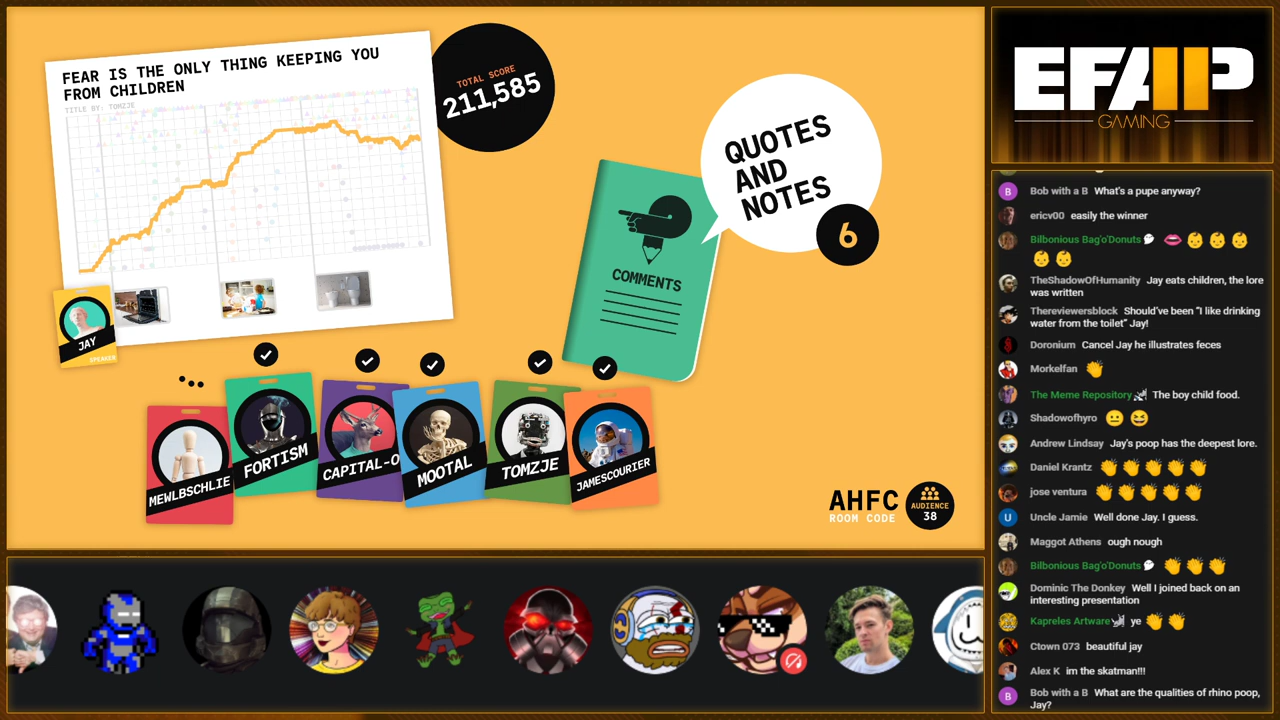 FEAR IS THE ONLY THING KEEPING YOU
FROM CHILDREN
TITLE BY: TOMZJE
TOTAL SCORE
211,585
QUOTES
AND
NOTES
6
COMMENTS
JAY
SPEAKER
MEWLBSCHLIE
FORTISM
CAPITAL-O
MOOTAL
TOMZJE
JAMESCOURIER
AHFC
ROOM CODE
AUDIENCE
38
EFAP
GAMING
B Bob with a B What's a pupe anyway?
ericv00 easily the winner
Bilbonious Bag'o'Donuts
TheShadowOfHumanity Jay eats children, the lore
was written
Thereviewersblock Should've been "I like drinking
water from the toilet" Jay!
Doronium Cancel Jay he illustrates feces
Morkelfan
The Meme Repository The boy child food.
Shadowofhyro
Andrew Lindsay Jay's poop has the deepest lore.
Daniel Krantz
jose ventura
U Uncle Jamie Well done Jay. I guess.
Maggot Athens ough nough
Bilbonious Bag'o'Donuts
Dominic The Donkey Well I joined back on an
interesting presentation
Kapreles Artware ye
Ctown 073 beautiful jay
Alex K im the skatman!!!
B Bob with a B What are the qualities of rhino poop,
Jay?